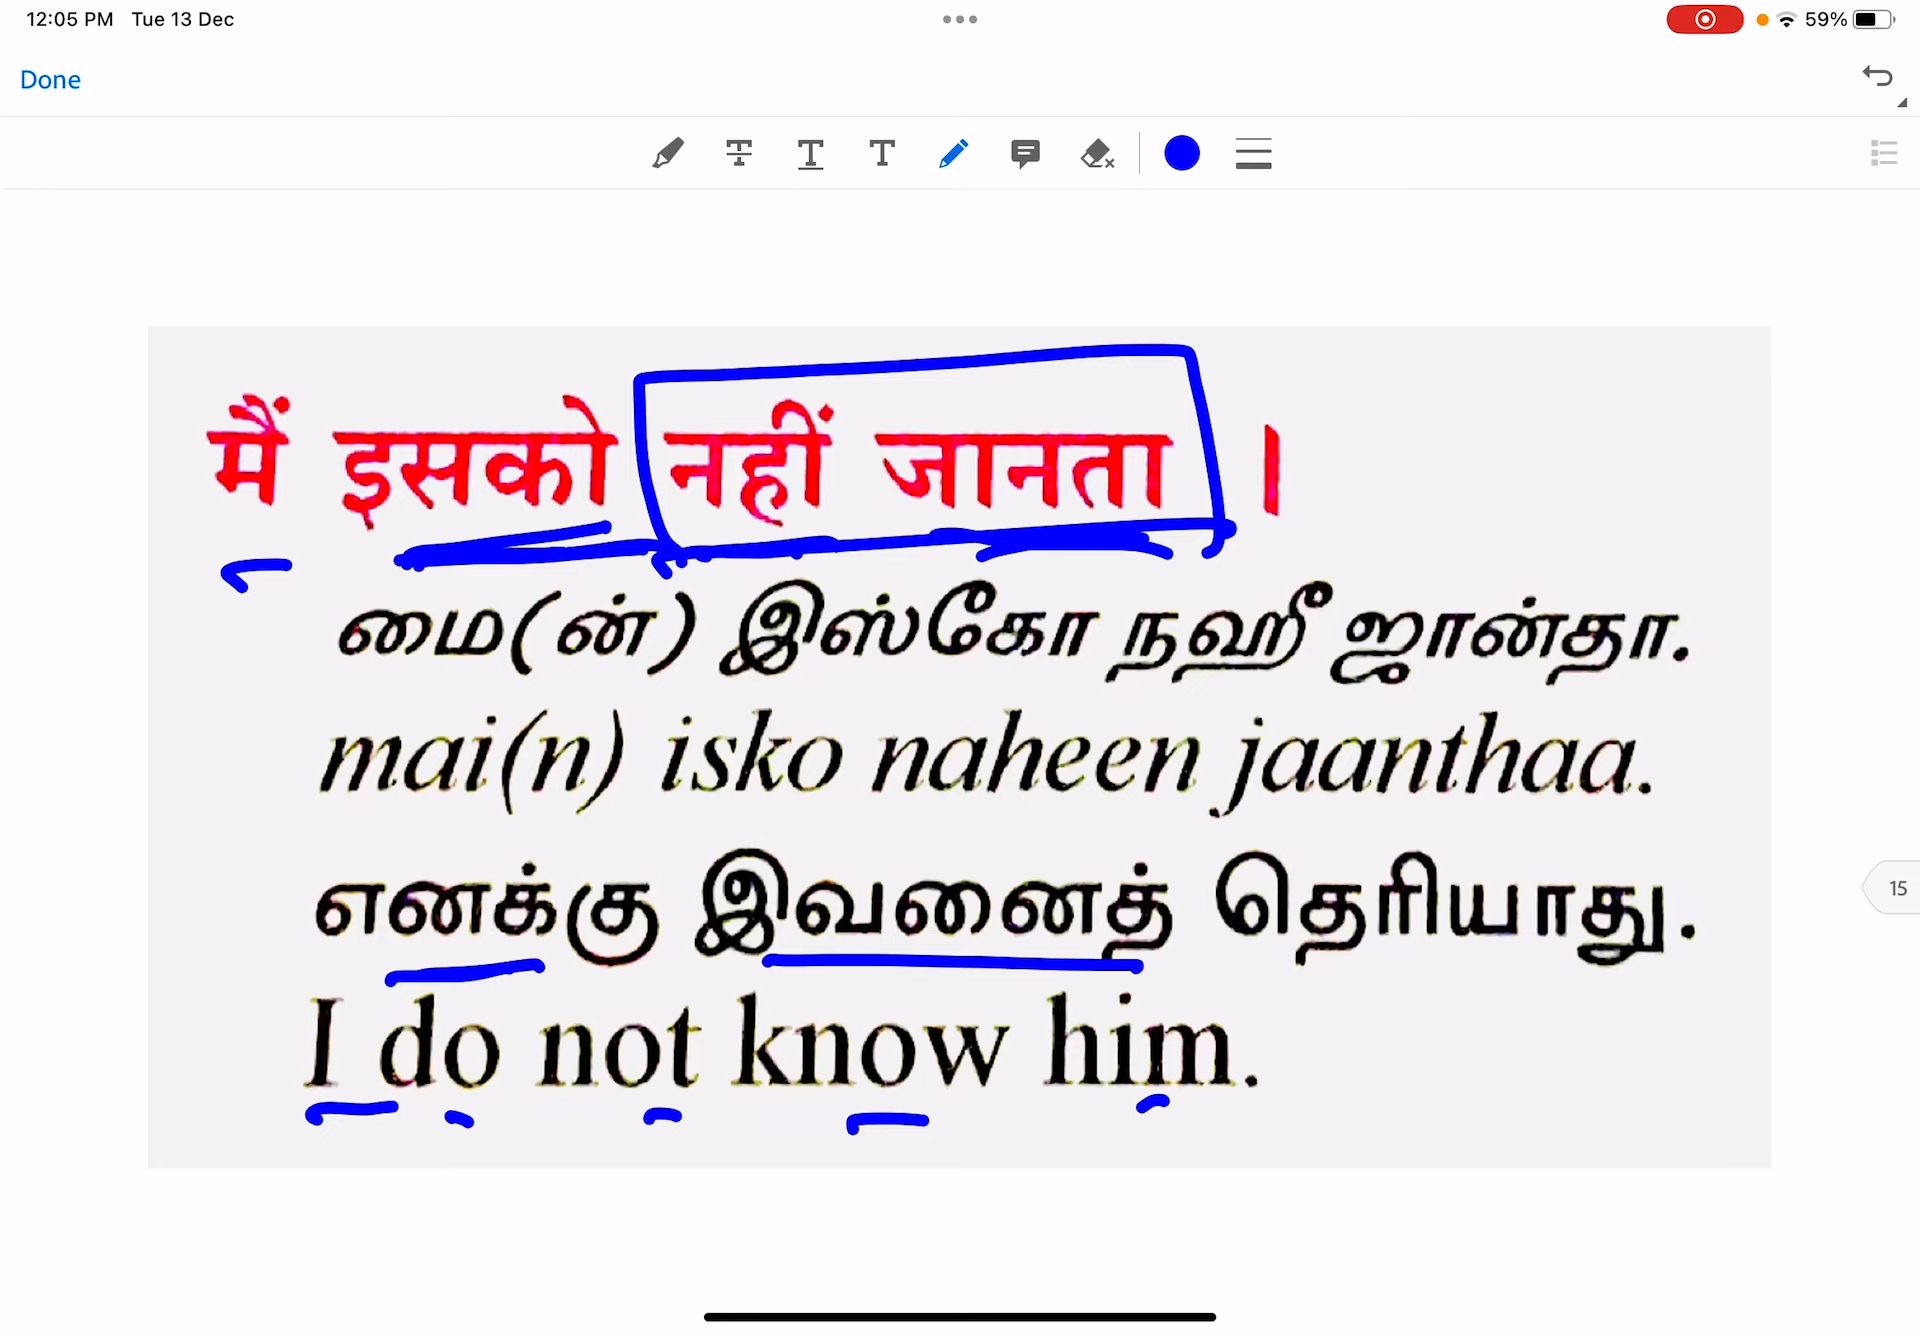 12:05 PM Tue 13 Dec
59%
Done
मैं इसको नहीं जानता ।
மை(ன்) இஸ்கோ நஹீ ஜான்தா.
mai(n) isko naheen jaanthaa.
எனக்கு இவனைத் தெரியாது.
15
I do not know him.